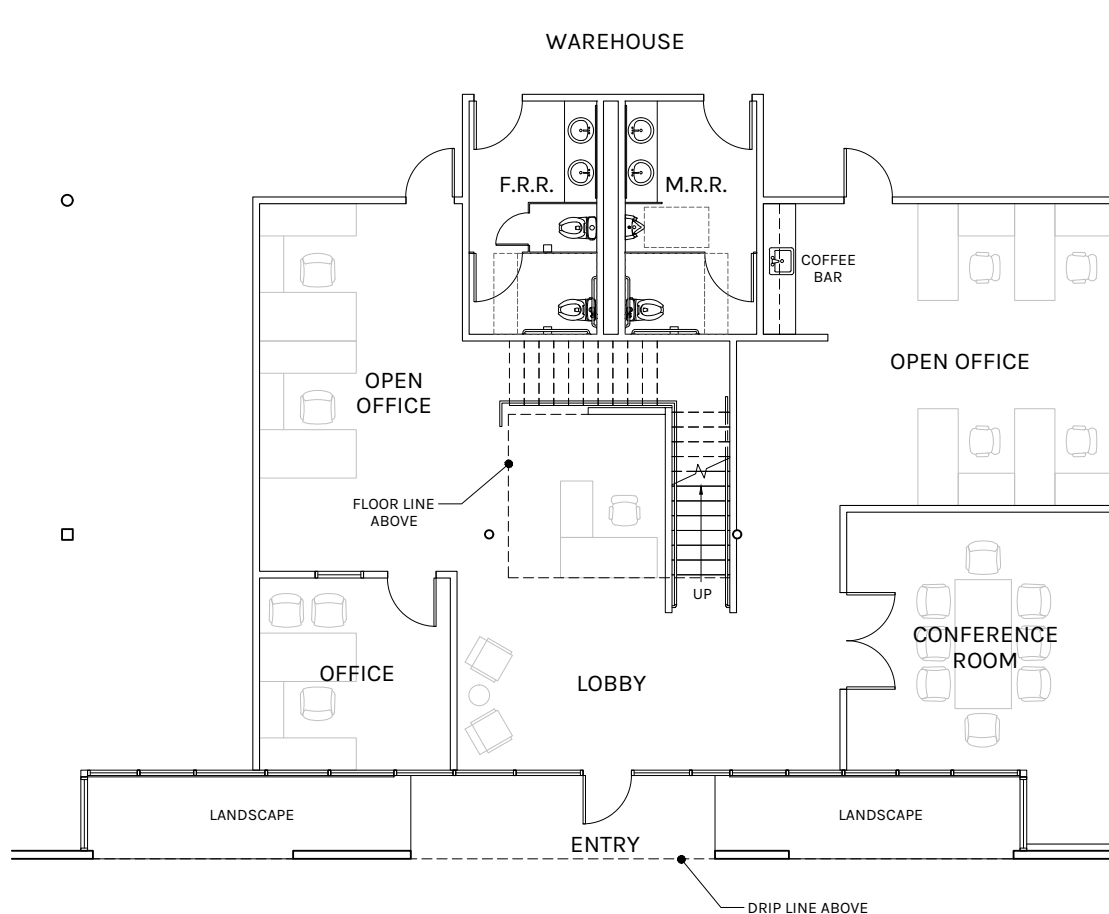 WAREHOUSE
F.R.R.
M.R.R.
COFFEE
BAR
OPEN
OFFICE
OPEN OFFICE
FLOOR LINE
ABOVE
UP
OFFICE
LOBBY
CONFERENCE
ROOM
LANDSCAPE
LANDSCAPE
ENTRY
DRIP LINE ABOVE